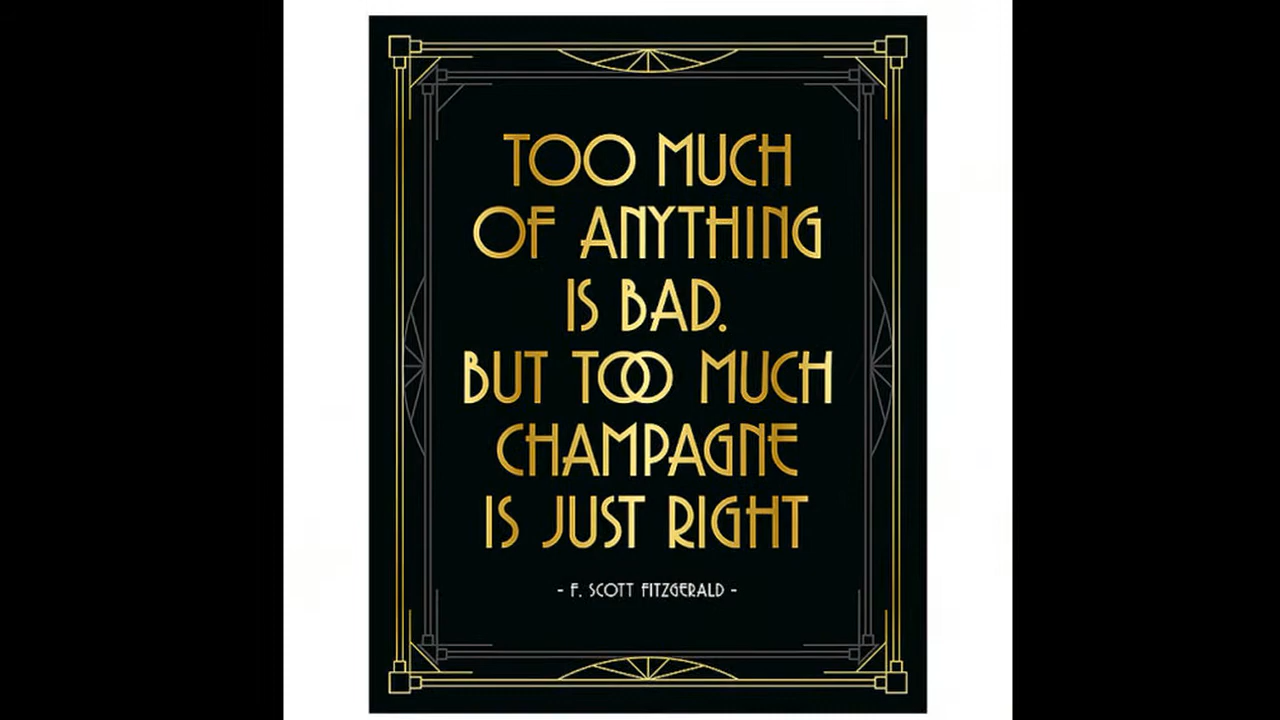 TOO MUCH
OF ANYTHING
IS BAD.
BUT TOO MUCH
CHAMPAGNE
IS JUST RIGHT
- F. SCOTT FITZGERALD -